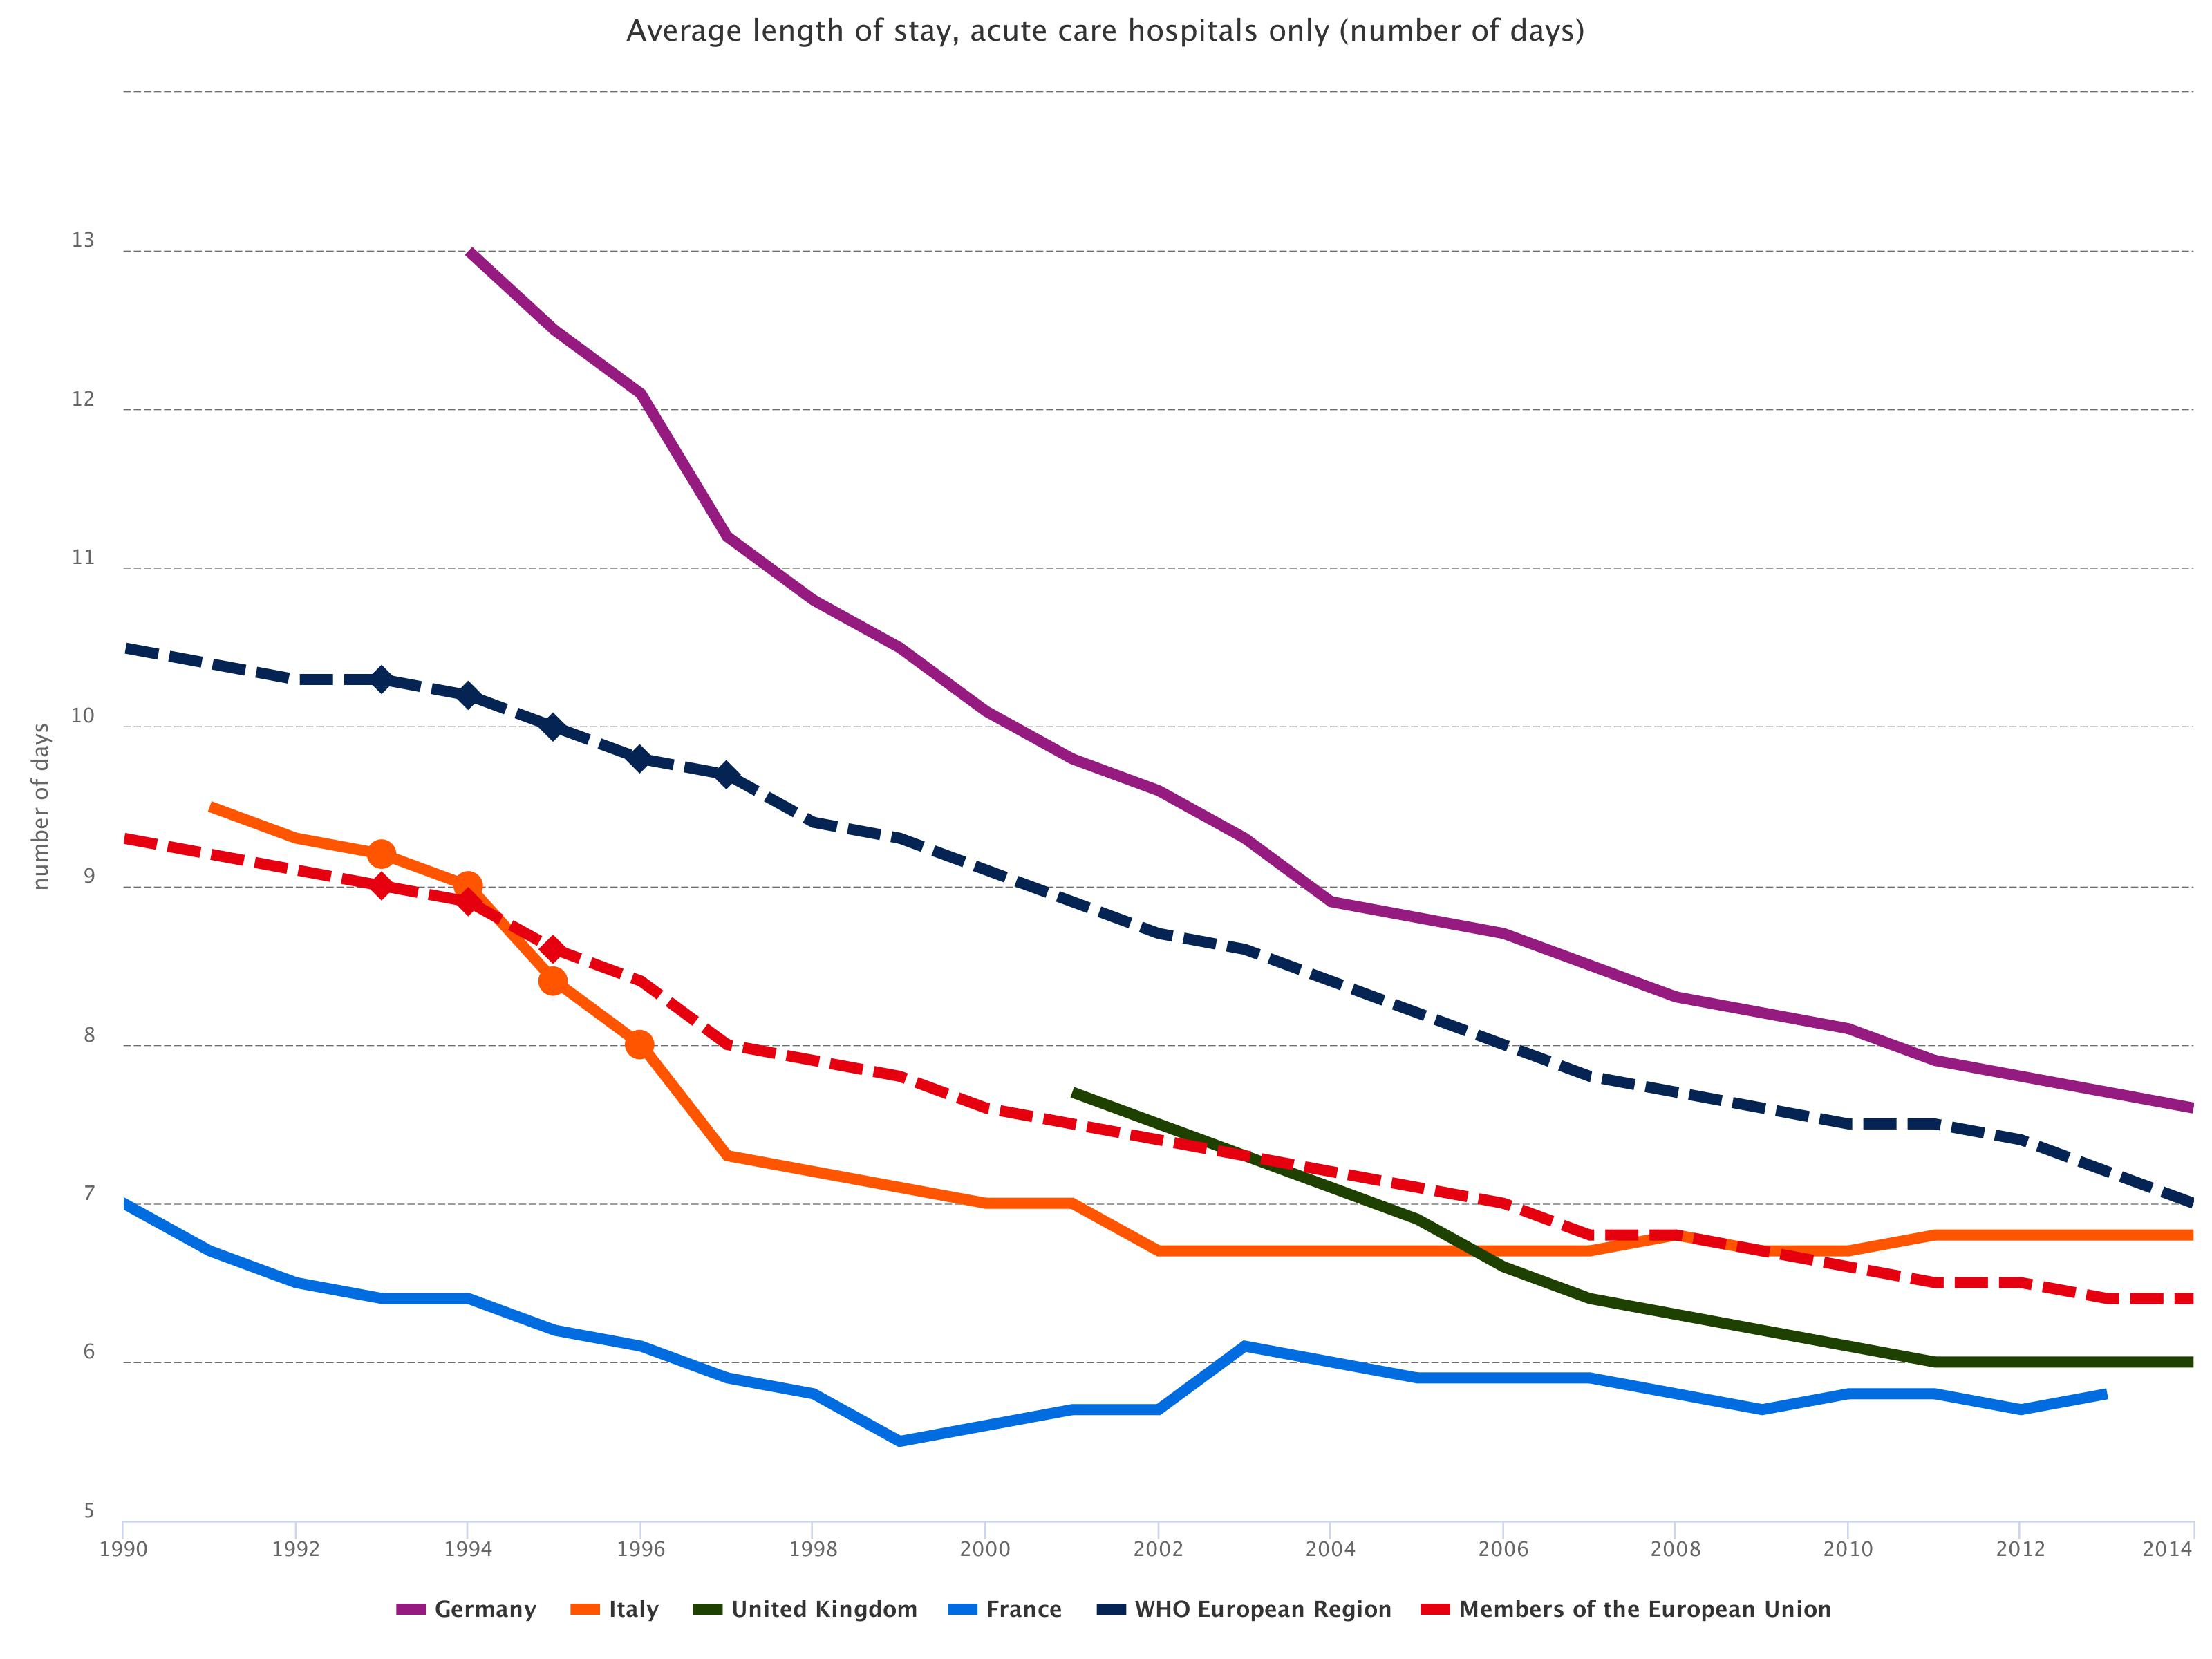 Average length of stay, acute care hospitals only (number of days)
number of days
13
12
11
10
9
8
7
6
5
1990 1992 1994 1996 1998 2000 2002 2004 2006 2008 2010 2012 2014
Germany Italy United Kingdom France WHO European Region Members of the European Union